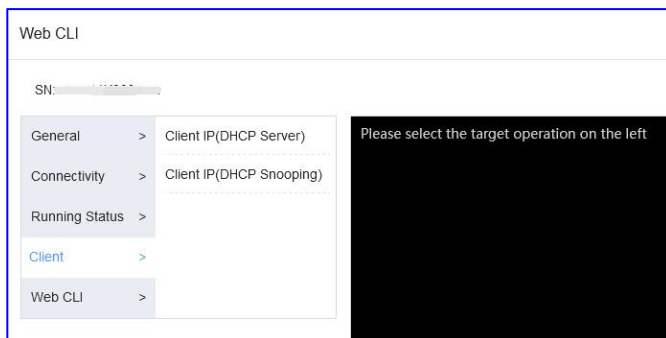 Web CLI
SN:
General >
Client IP(DHCP Server)
Connectivity >
Client IP(DHCP Snooping)
Running Status >
Client >
Web CLI >
Please select the target operation on the left